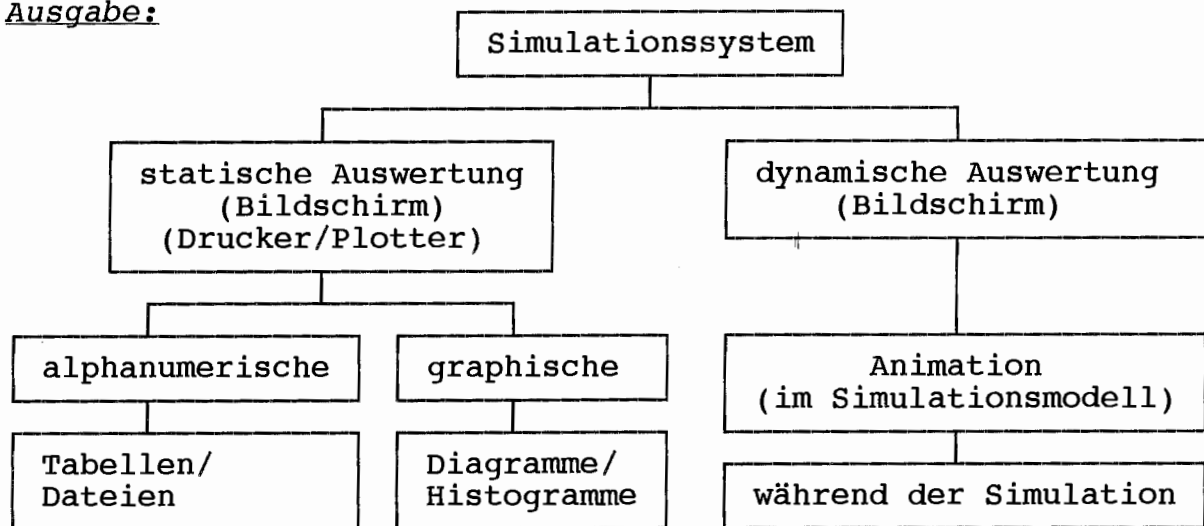 Ausgabe:
Simulationssystem
statische Auswertung
(Bildschirm)
(Drucker/Plotter)
dynamische Auswertung
(Bildschirm)
alphanumerische
graphische
Animation
(im Simulationsmodell)
Tabellen/
Dateien
Diagramme/
Histogramme
während der Simulation